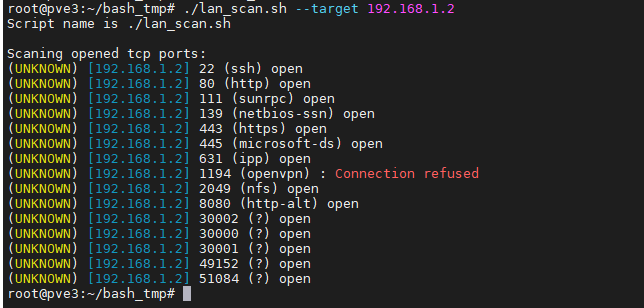 root@pve3:~/bash_tmp# ./lan_scan.sh --target 192.168.1.2
Script name is ./lan_scan.sh
Scaning opened tcp ports:
(UNKNOWN) [192.168.1.2] 22 (ssh) open
(UNKNOWN) [192.168.1.2] 80 (http) open
(UNKNOWN) [192.168.1.2] 111 (sunrpc) open
(UNKNOWN) [192.168.1.2] 139 (netbios-ssn) open
(UNKNOWN) [192.168.1.2] 443 (https) open
(UNKNOWN) [192.168.1.2] 445 (microsoft-ds) open
(UNKNOWN) [192.168.1.2] 631 (ipp) open
(UNKNOWN) [192.168.1.2] 1194 (openvpn) : Connection refused
(UNKNOWN) [192.168.1.2] 2049 (nfs) open
(UNKNOWN) [192.168.1.2] 8080 (http-alt) open
(UNKNOWN) [192.168.1.2] 30002 (?) open
(UNKNOWN) [192.168.1.2] 30000 (?) open
(UNKNOWN) [192.168.1.2] 30001 (?) open
(UNKNOWN) [192.168.1.2] 49152 (?) open
(UNKNOWN) [192.168.1.2] 51084 (?) open
root@pve3:~/bash_tmp#